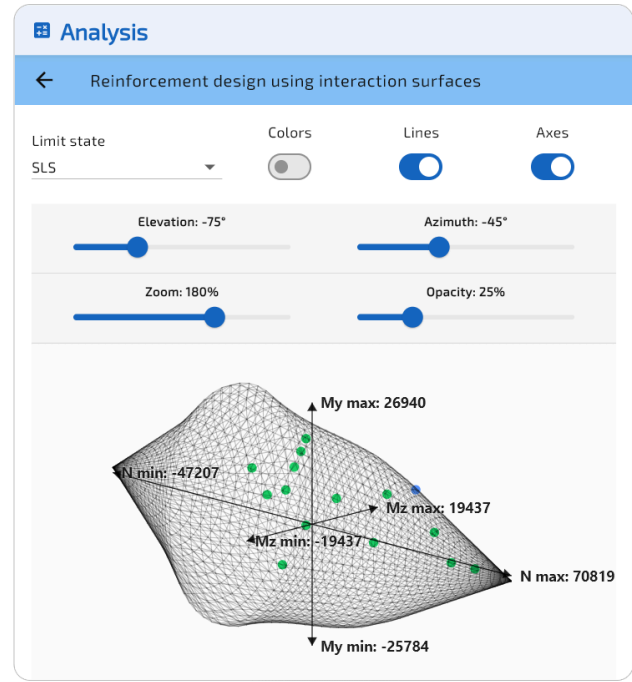 Analysis
Reinforcement design using interaction surfaces
Limit state
SLS
Colors
Lines
Axes
Elevation: -75°
Azimuth: -45°
Zoom: 180%
Opacity: 25%
My max: 26940
N min: -47207
Mz max: 19437
Mz min: -19437
N max: 70819
My min: -25784